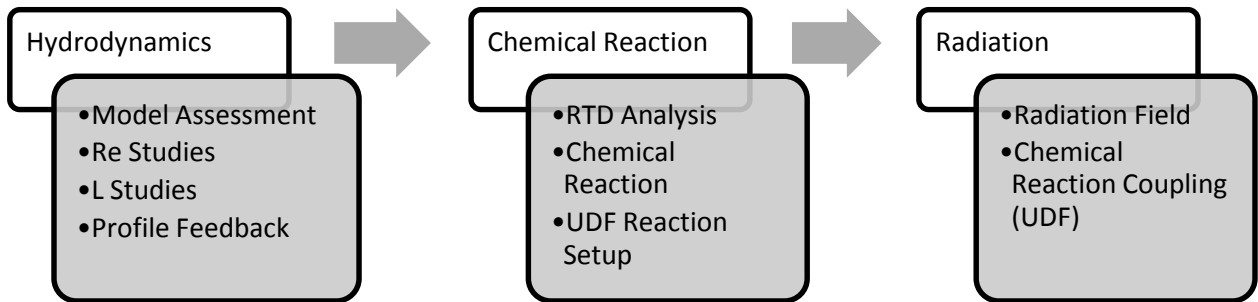 Hydrodynamics
•Model Assessment
•Re Studies
•L Studies
•Profile Feedback
Chemical Reaction
•RTD Analysis
•Chemical
Reaction
•UDF Reaction
Setup
Radiation
•Radiation Field
•Chemical
Reaction Coupling
(UDF)